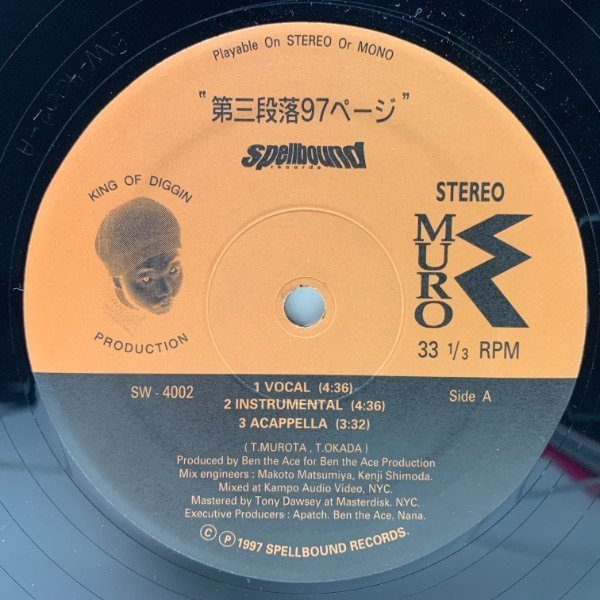 Playable On STEREO Or MONO
"第三段落97ページ"
spellbound
records
KING OF DIGGIN
PRODUCTION
STEREO
MURO
33 1/3 RPM
SW - 4002
1 VOCAL (4:36)
2 INSTRUMENTAL (4:36)
3 ACAPPELLA (3:32)
Side A
( T.MUROTA , T.OKADA )
Produced by Ben the Ace for Ben the Ace Production
Mix engineers : Makoto Matsumiya, Kenji Shimoda.
Mixed at Kampo Audio Video, NYC.
Mastered by Tony Dawsey at Masterdisk. NYC.
Executive Producers : Apatch. Ben the Ace. Nana.
Ⓒ Ⓟ 1997 SPELLBOUND RECORDS.
SW-4002-A